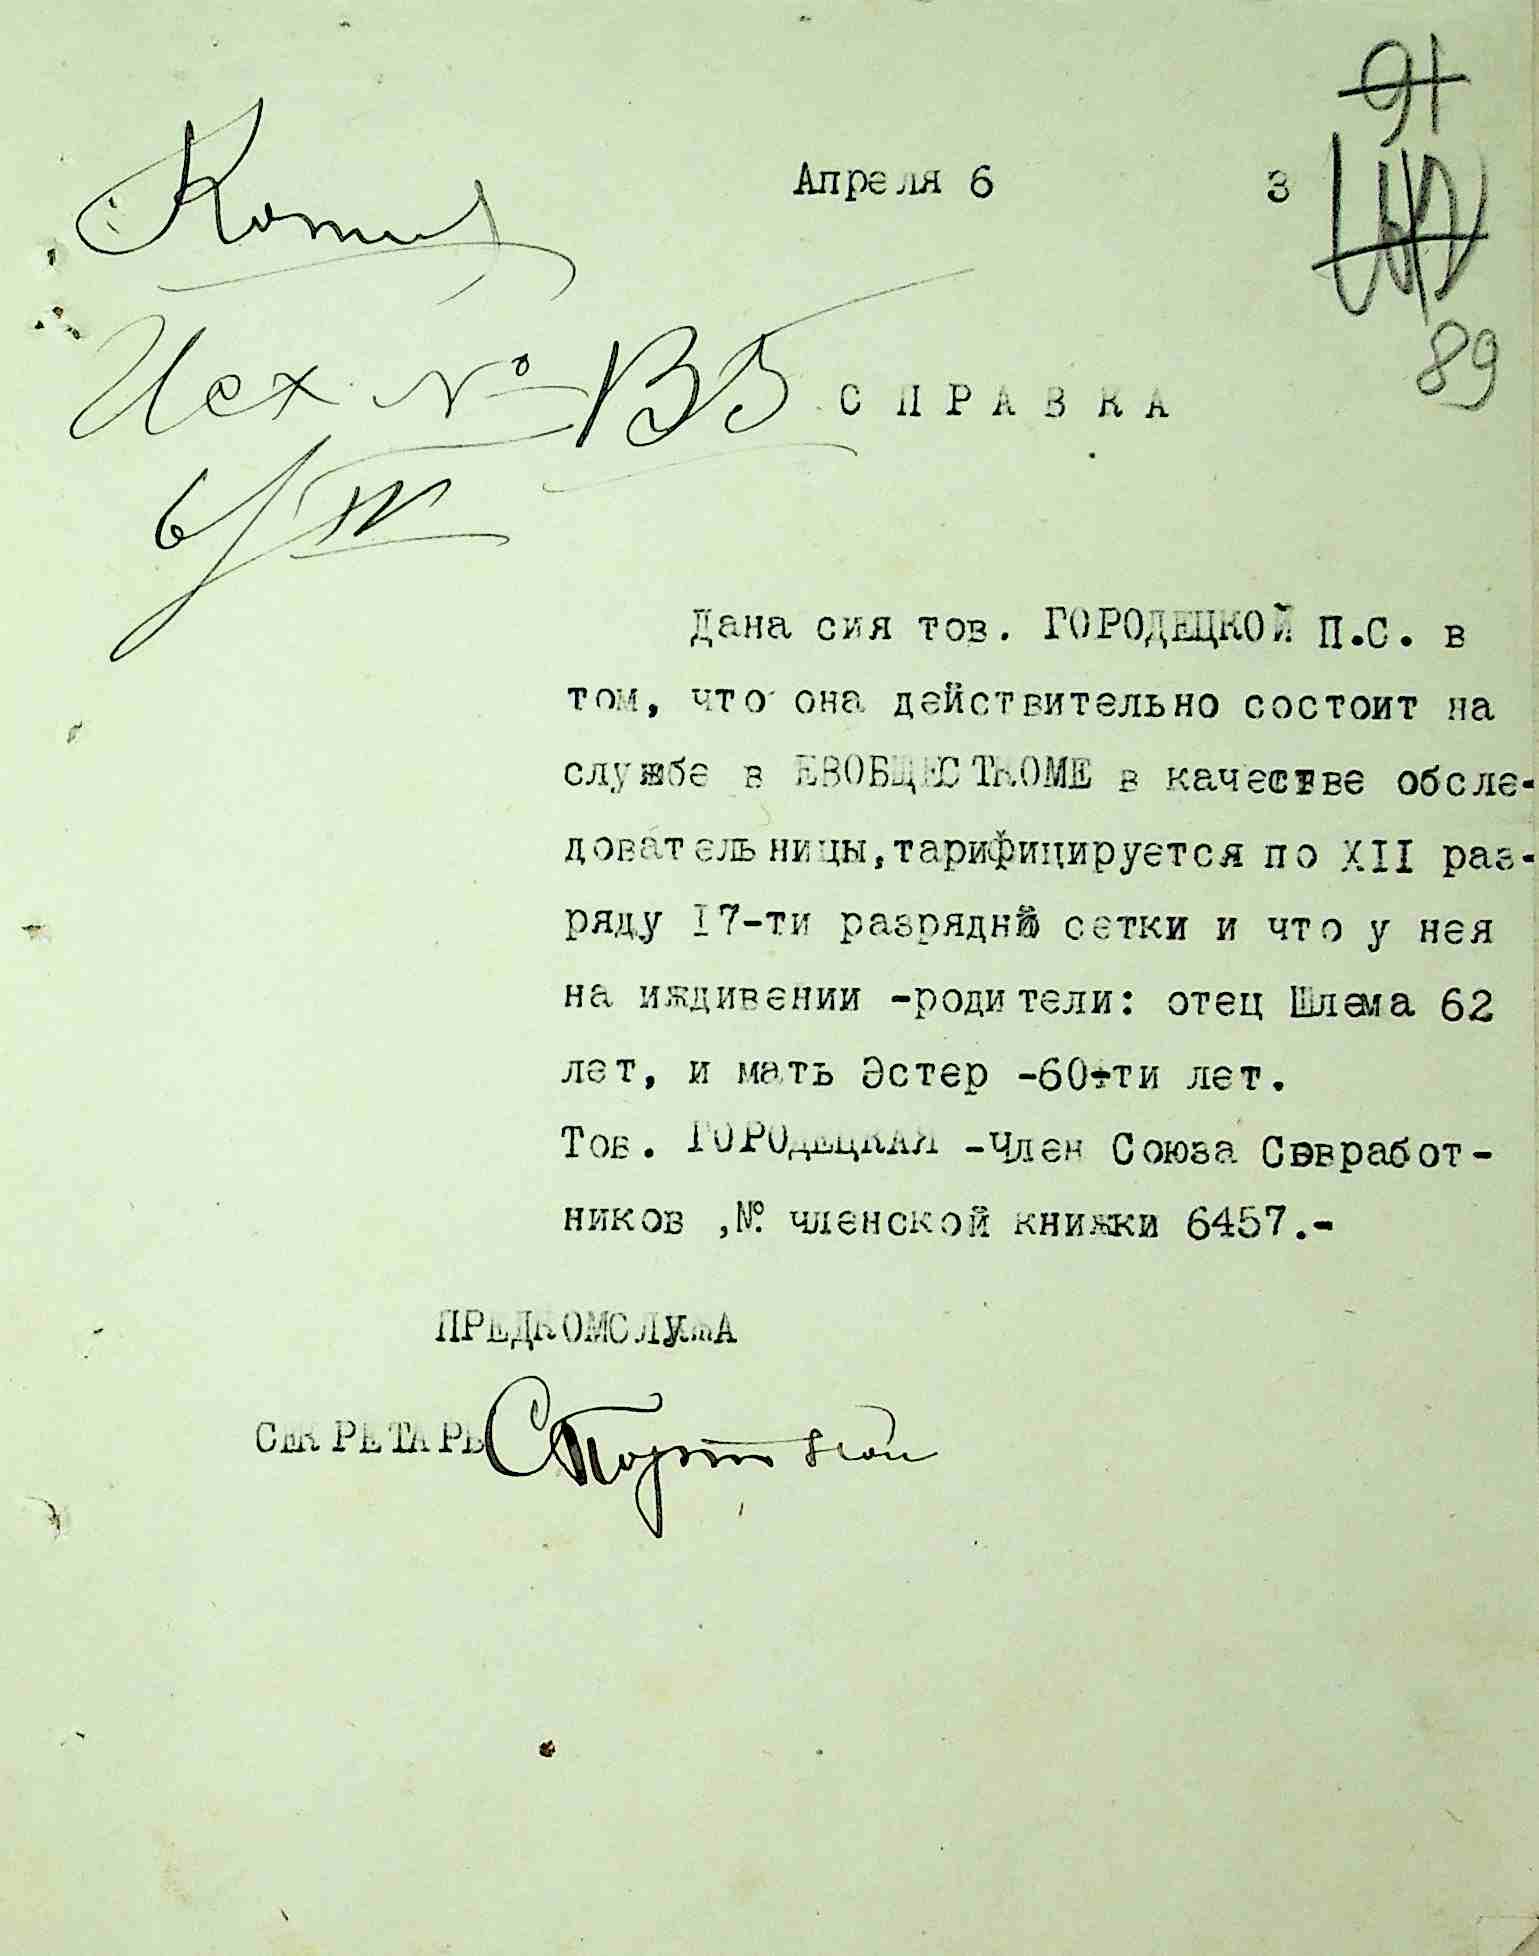 Копия
Апреля 6 3
91
89
Исх № В5
СПРАВКА
6/IV
Дана сия тов. ГОРОДЕЦКОЙ П.С. в
том, что она действительно состоит на
службе в ЕВОБЩЕСТКОМЕ в качестве обсле-
довательницы, тарифицируется по XII раз-
ряду 17-ти разрядной сетки и что у нея
на иждивении -родители: отец Шлема 62
лет, и мать Эстер -60-ти лет.
Тов. ГОРОДЕЦКАЯ -Член Союза Совработ-
ников ,№ членской книжки 6457.-
ПРЕДКОМСЛУЖА
СЕКРЕТАРЬ